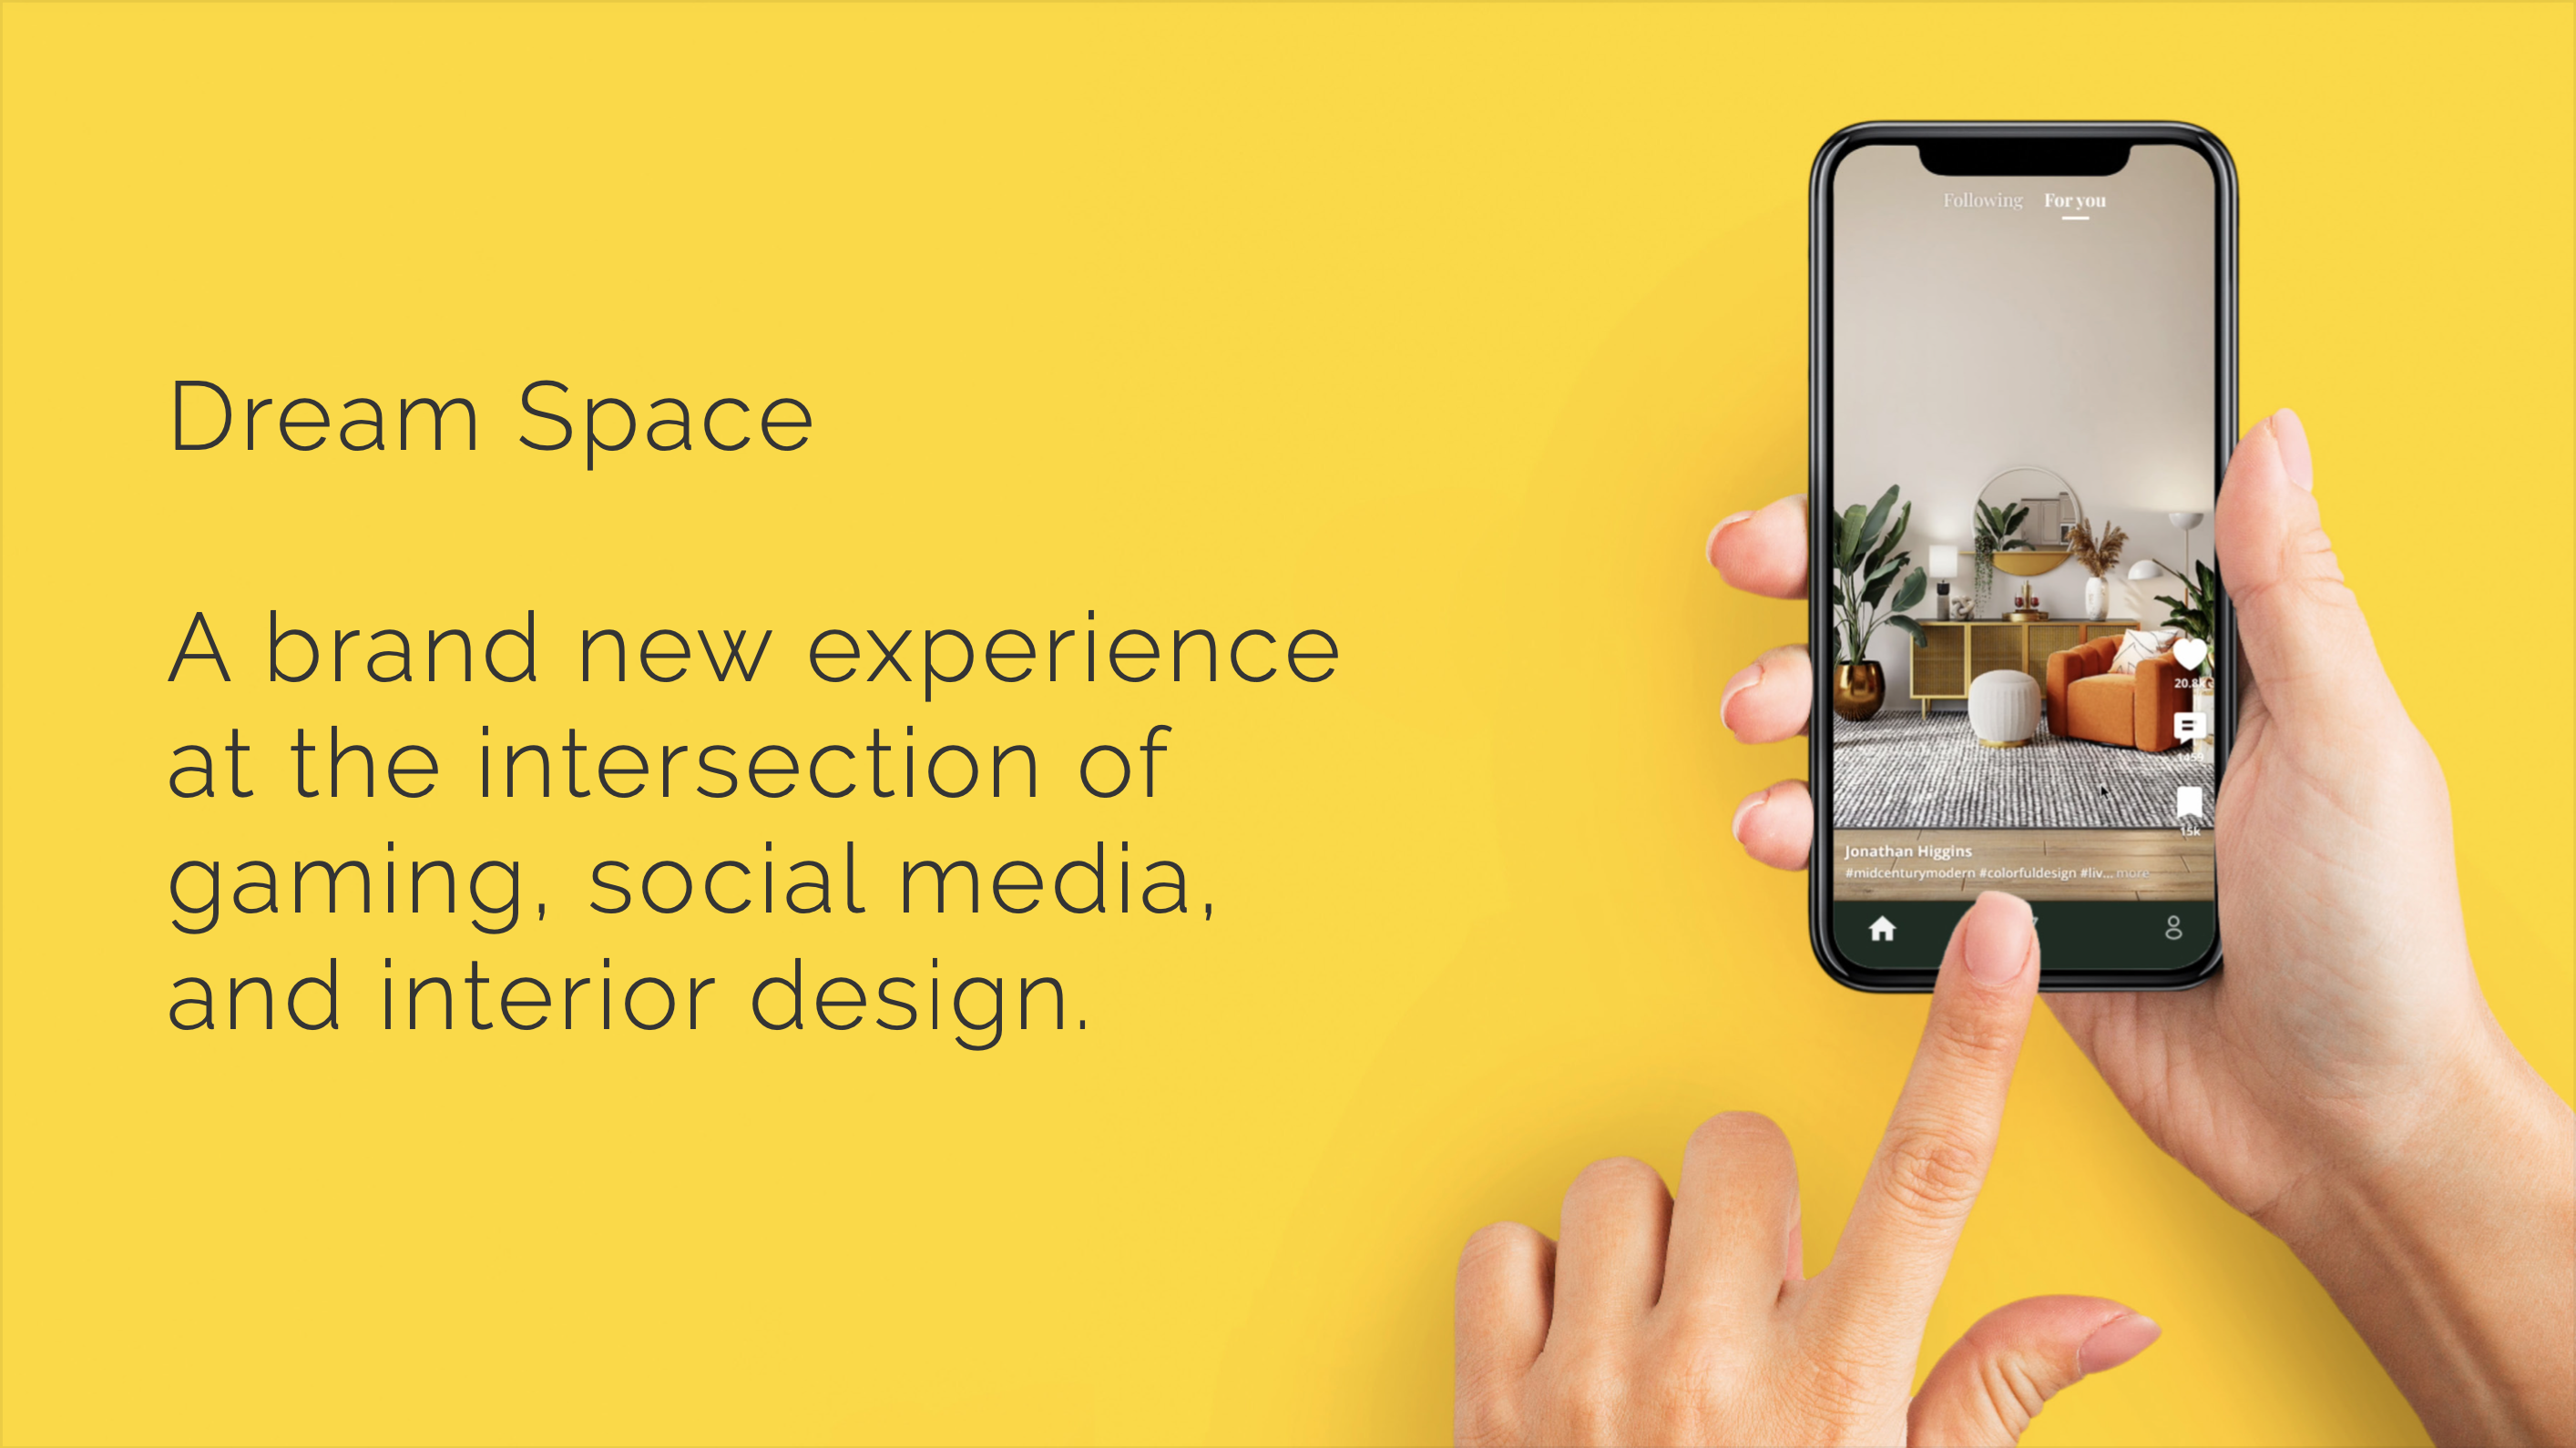 Dream Space
A brand new experience
at the intersection of
gaming, social media,
and interior design.
Following For you
20.8k
15k
Jonathan Higgins
#midcenturymodern #colorfuldesign #liv... more